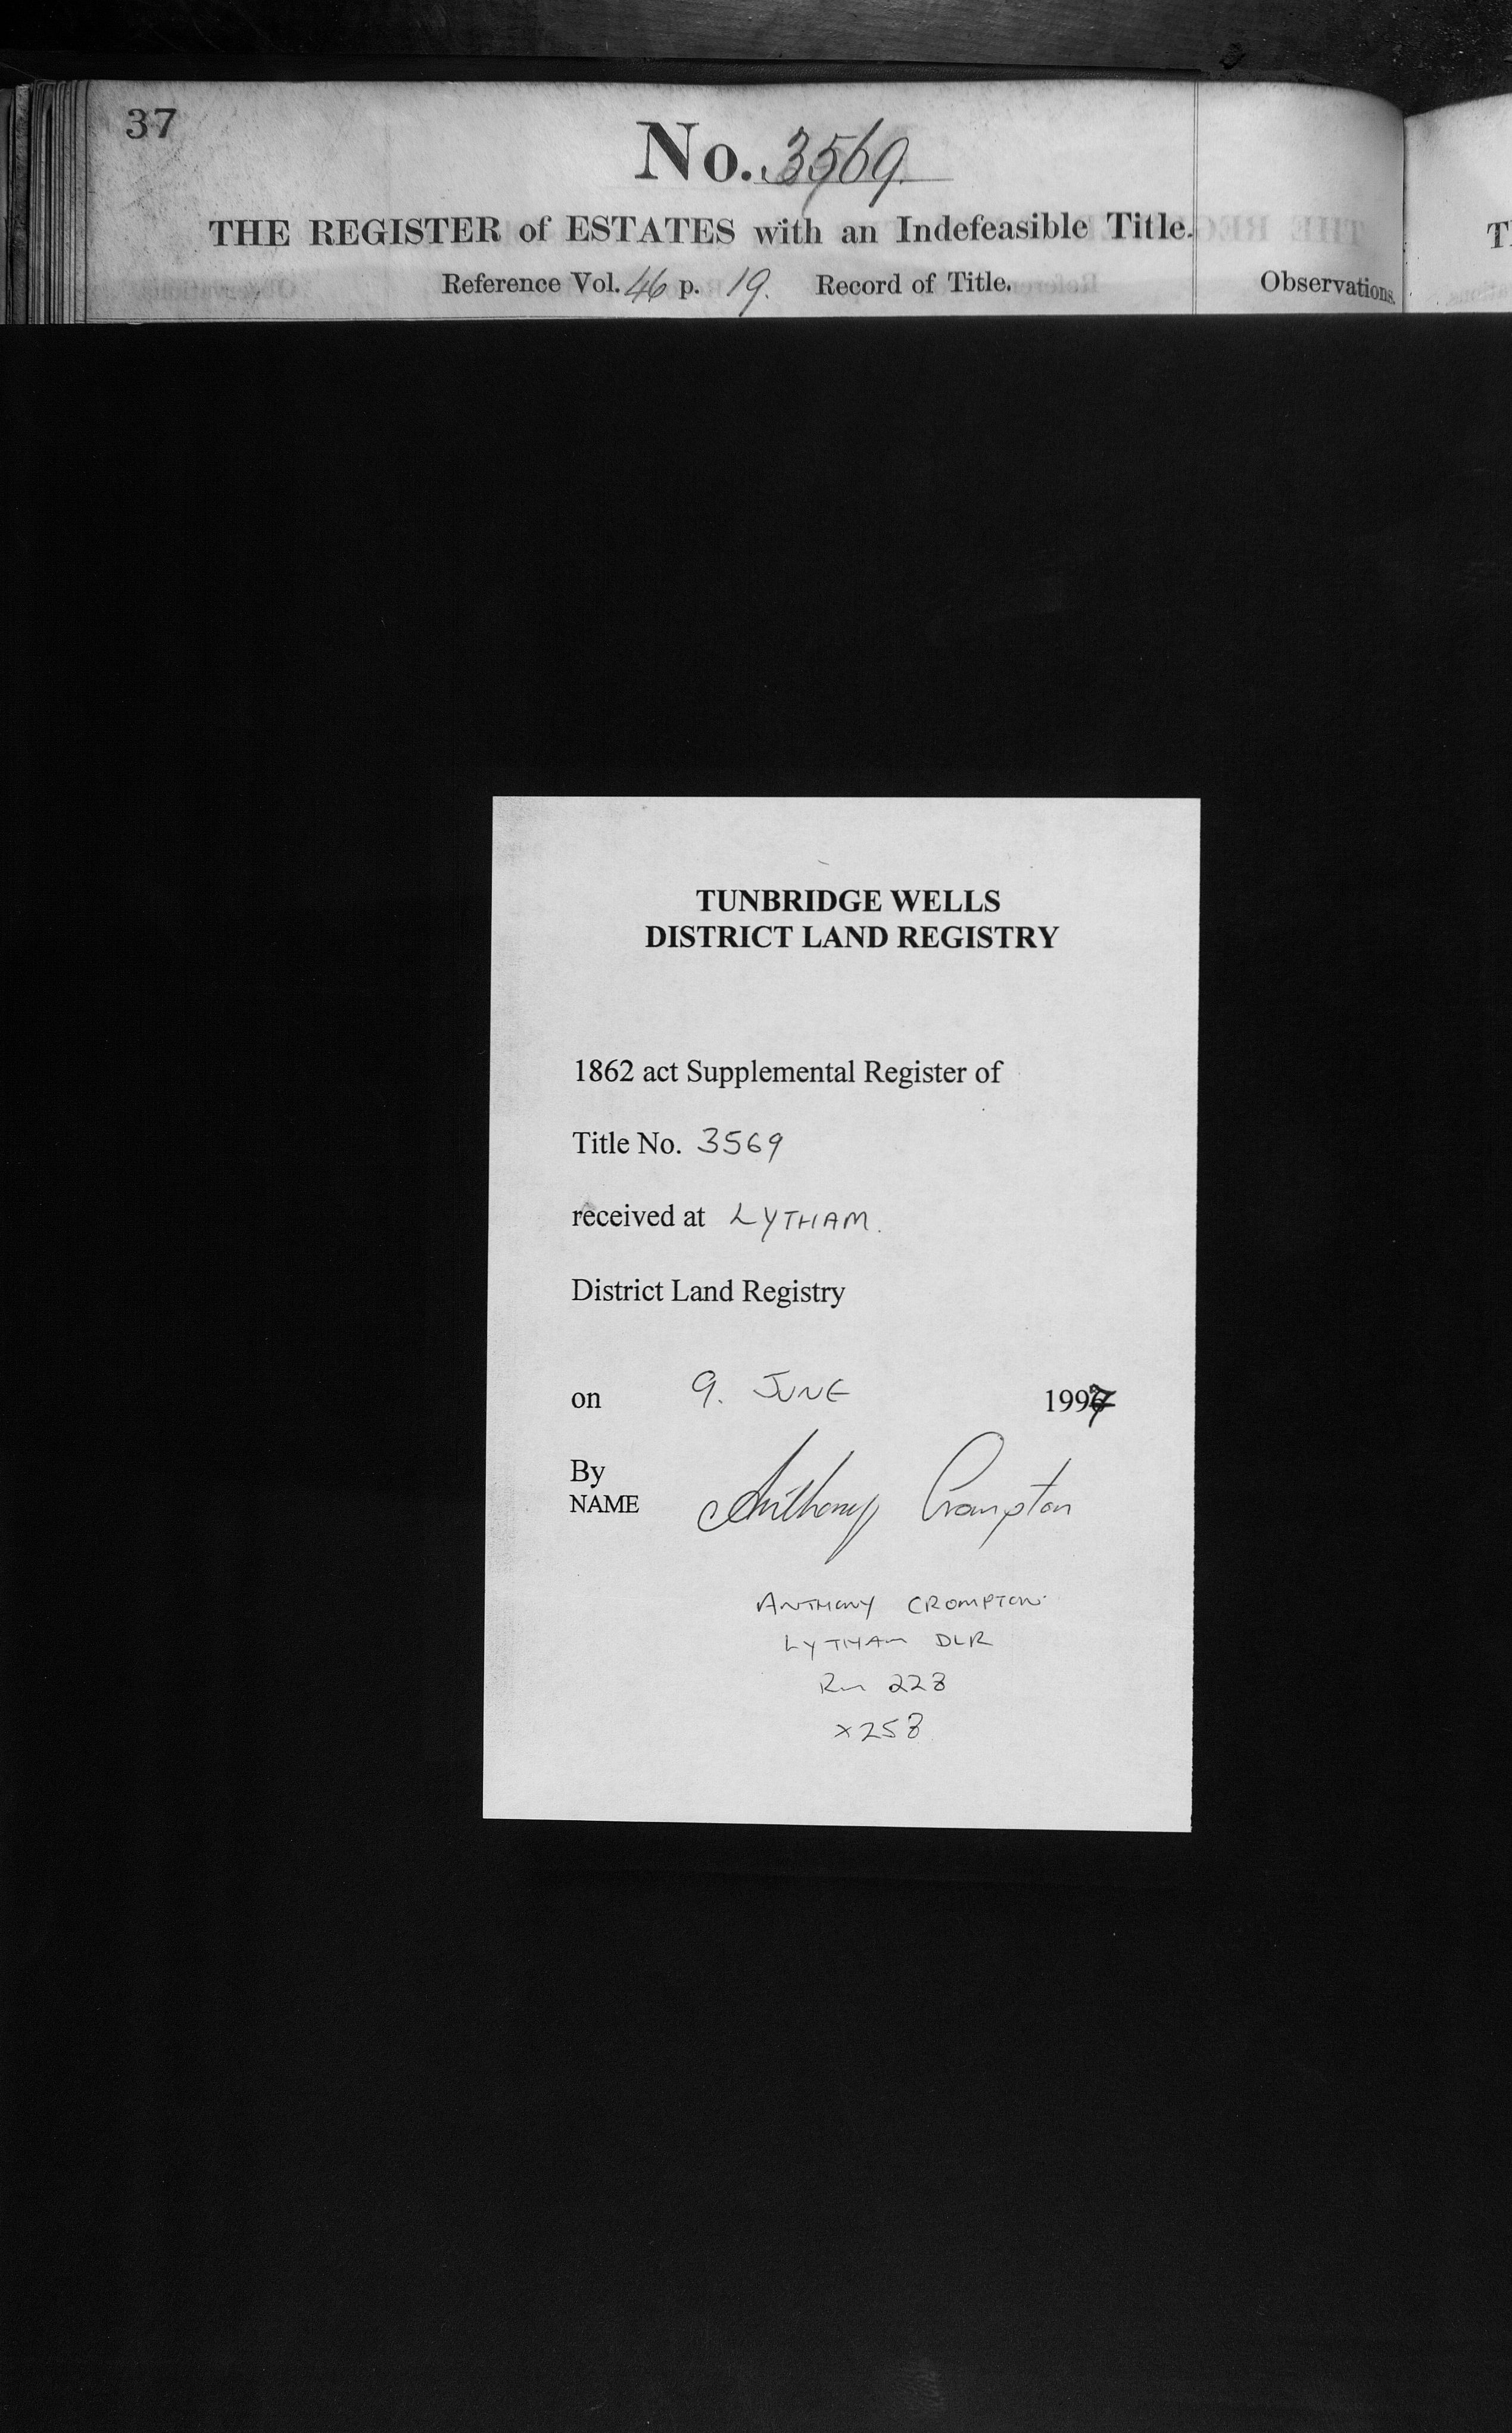 37
No. 3569.
THE REGISTER of ESTATES with an Indefeasible Title.
Reference Vol. 46 p. 19. Record of Title.
Observations.
TUNBRIDGE WELLS
DISTRICT LAND REGISTRY
1862 act Supplemental Register of
Title No. 3569
received at LYTHAM.
District Land Registry
on 9. JUNE 1997
By
NAME Anthony Crompton
ANTHONY CROMPTON
LYTHAM DLR
Rm 228
x258